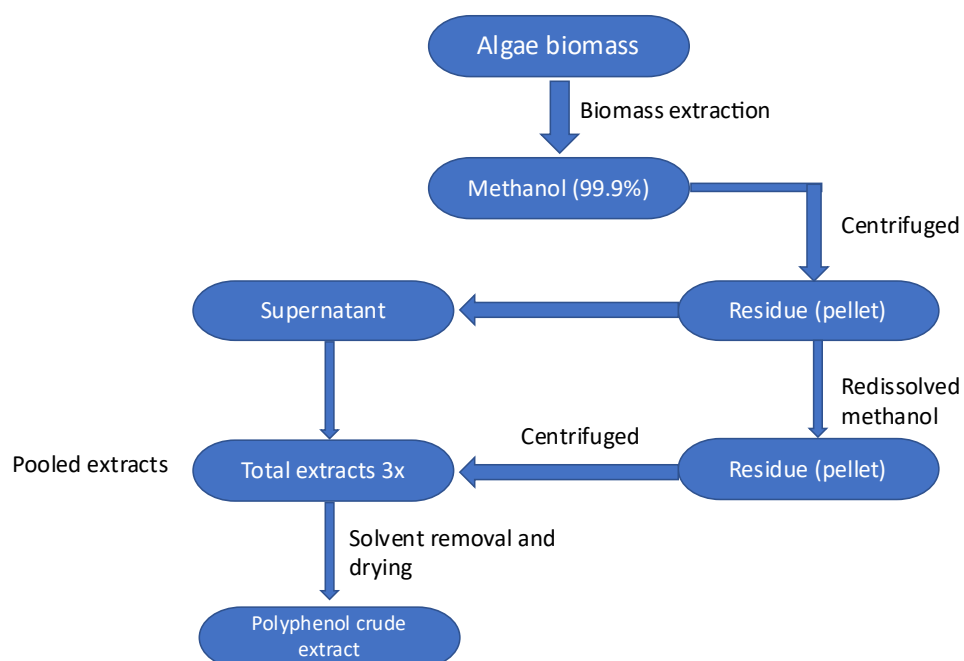 Algae biomass
Biomass extraction
Methanol (99.9%)
Centrifuged
Supernatant
Residue (pellet)
Redissolved
methanol
Centrifuged
Pooled extracts
Total extracts 3x
Residue (pellet)
Solvent removal and
drying
Polyphenol crude
extract